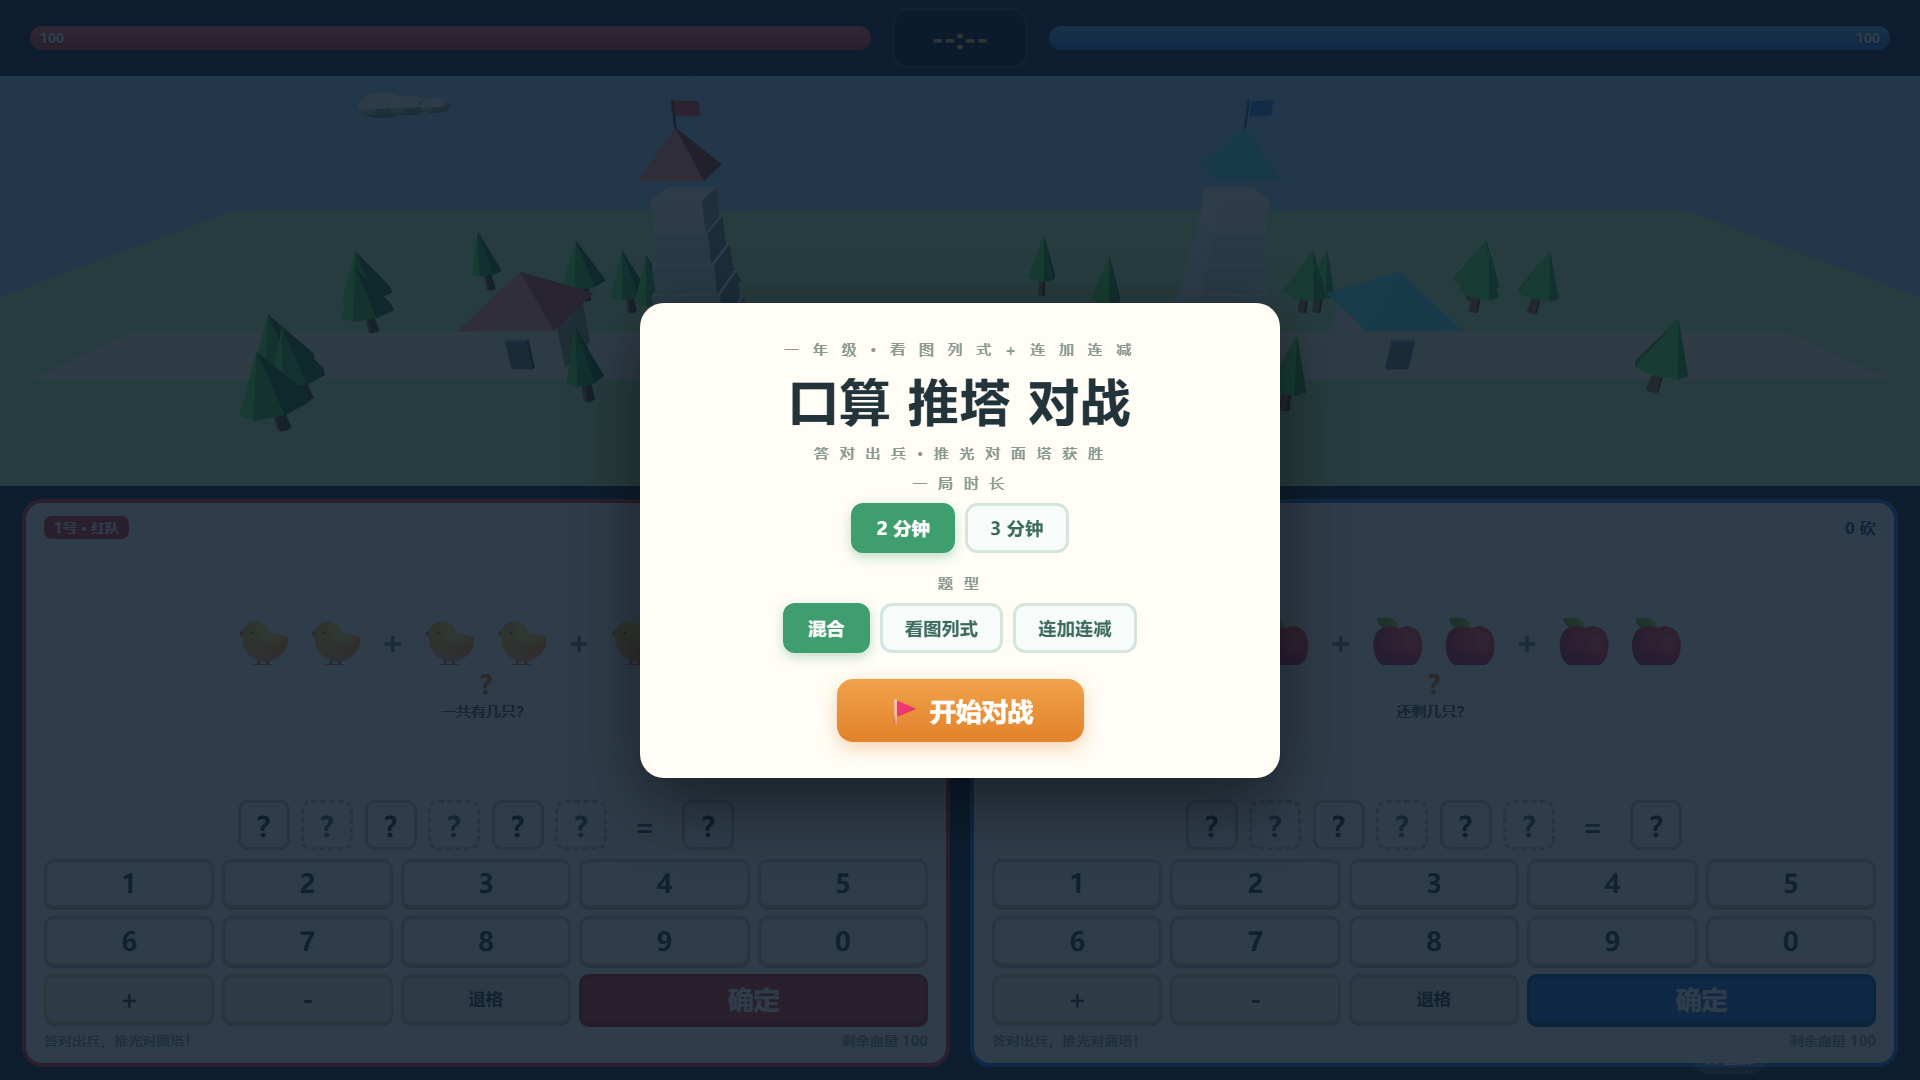 100
--:--
100
一年级·看图列式+连加连减
口算 推塔 对战
答对出兵·推光对面塔获胜
一局时长
2 分钟
3 分钟
题型
混合
看图列式
连加连减
开始对战
1号·红队
+ +
?
一共有几只?
? ? ? ? ? ? = ?
1 2 3 4 5
6 7 8 9 0
+ - 退格 确定
答对出兵，推光对面塔!
剩余血量 100
0 砍
+ +
?
还剩几只?
? ? ? ? ? ? = ?
1 2 3 4 5
6 7 8 9 0
+ - 退格 确定
答对出兵，推光对面塔!
剩余血量 100